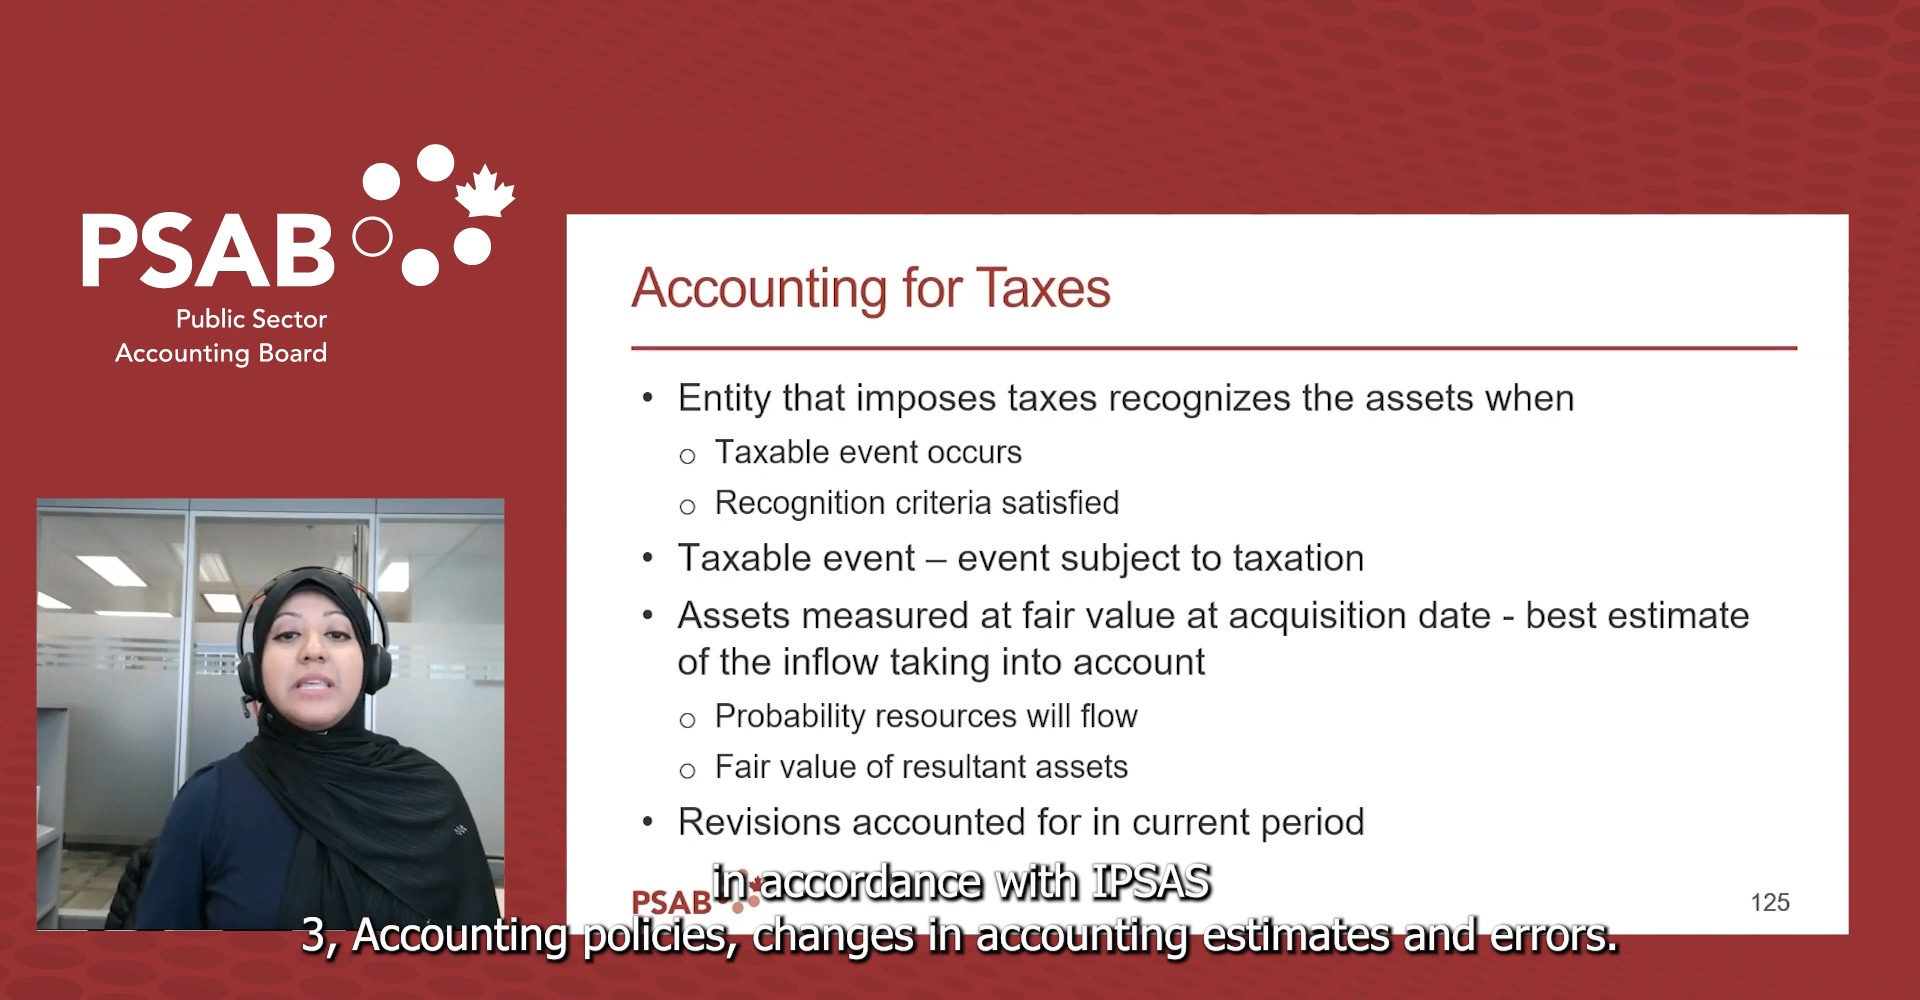 PSAB
Public Sector
Accounting Board
Accounting for Taxes
• Entity that imposes taxes recognizes the assets when
o Taxable event occurs
o Recognition criteria satisfied
• Taxable event – event subject to taxation
• Assets measured at fair value at acquisition date - best estimate
of the inflow taking into account
o Probability resources will flow
o Fair value of resultant assets
• Revisions accounted for in current period
PSAB
125
in accordance with IPSAS
3, Accounting policies, changes in accounting estimates and errors.